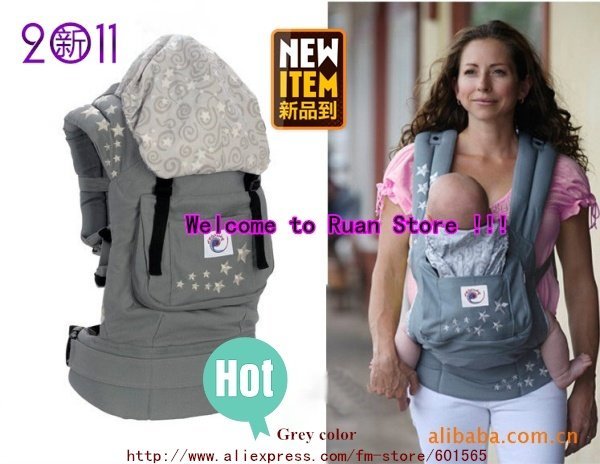 2新11
NEW
ITEM
新品到
Welcome to Ruan Store !!!
Hot
Grey color
alibaba.com.cn
http://www.aliexpress.com/fm-store/601565